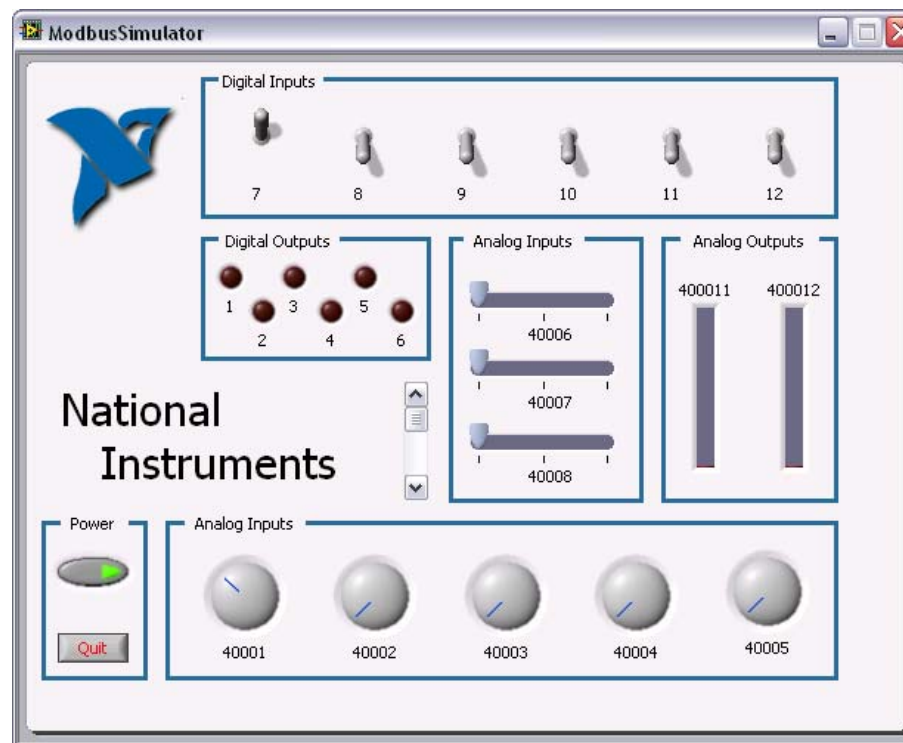 ModbusSimulator
Digital Inputs
7 8 9 10 11 12
Digital Outputs
1 3 5
2 4 6
Analog Inputs
40006
40007
40008
Analog Outputs
400011 400012
National
Instruments
Power
Quit
Analog Inputs
40001 40002 40003 40004 40005